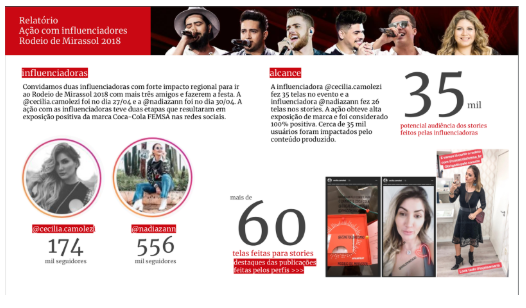 Relatório
Ação com influenciadores
Rodeio de Mirassol 2018
influenciadoras
Convidamos duas influenciadoras com forte impacto regional para ir
ao Rodeio de Mirassol 2018 com mais três amigos e fazerem a festa. A
@cecilia.camolezi foi no dia 27/04 e a @nadiazann foi no dia 30/04. A
ação com as influenciadoras teve duas etapas que resultaram em
exposição positiva da marca Coca-Cola FEMSA nas redes sociais.
@cecilia.camolezi
174
mil seguidores
@nadiazann
556
mil seguidores
alcance
A influenciadora @cecilia.camolezi
fez 35 telas no evento e a
influenciadora @nadiazann fez 26
telas nos stories. A ação obteve alta
exposição de marca e foi considerado
100% positiva. Cerca de 35 mil
usuários foram impactados pelo
conteúdo produzido.
35 mil
potencial audiência dos stories
feitos pelas influenciadoras
mais de
60
telas feitas para stories
destaques das publicações
feitas pelos perfis >>>